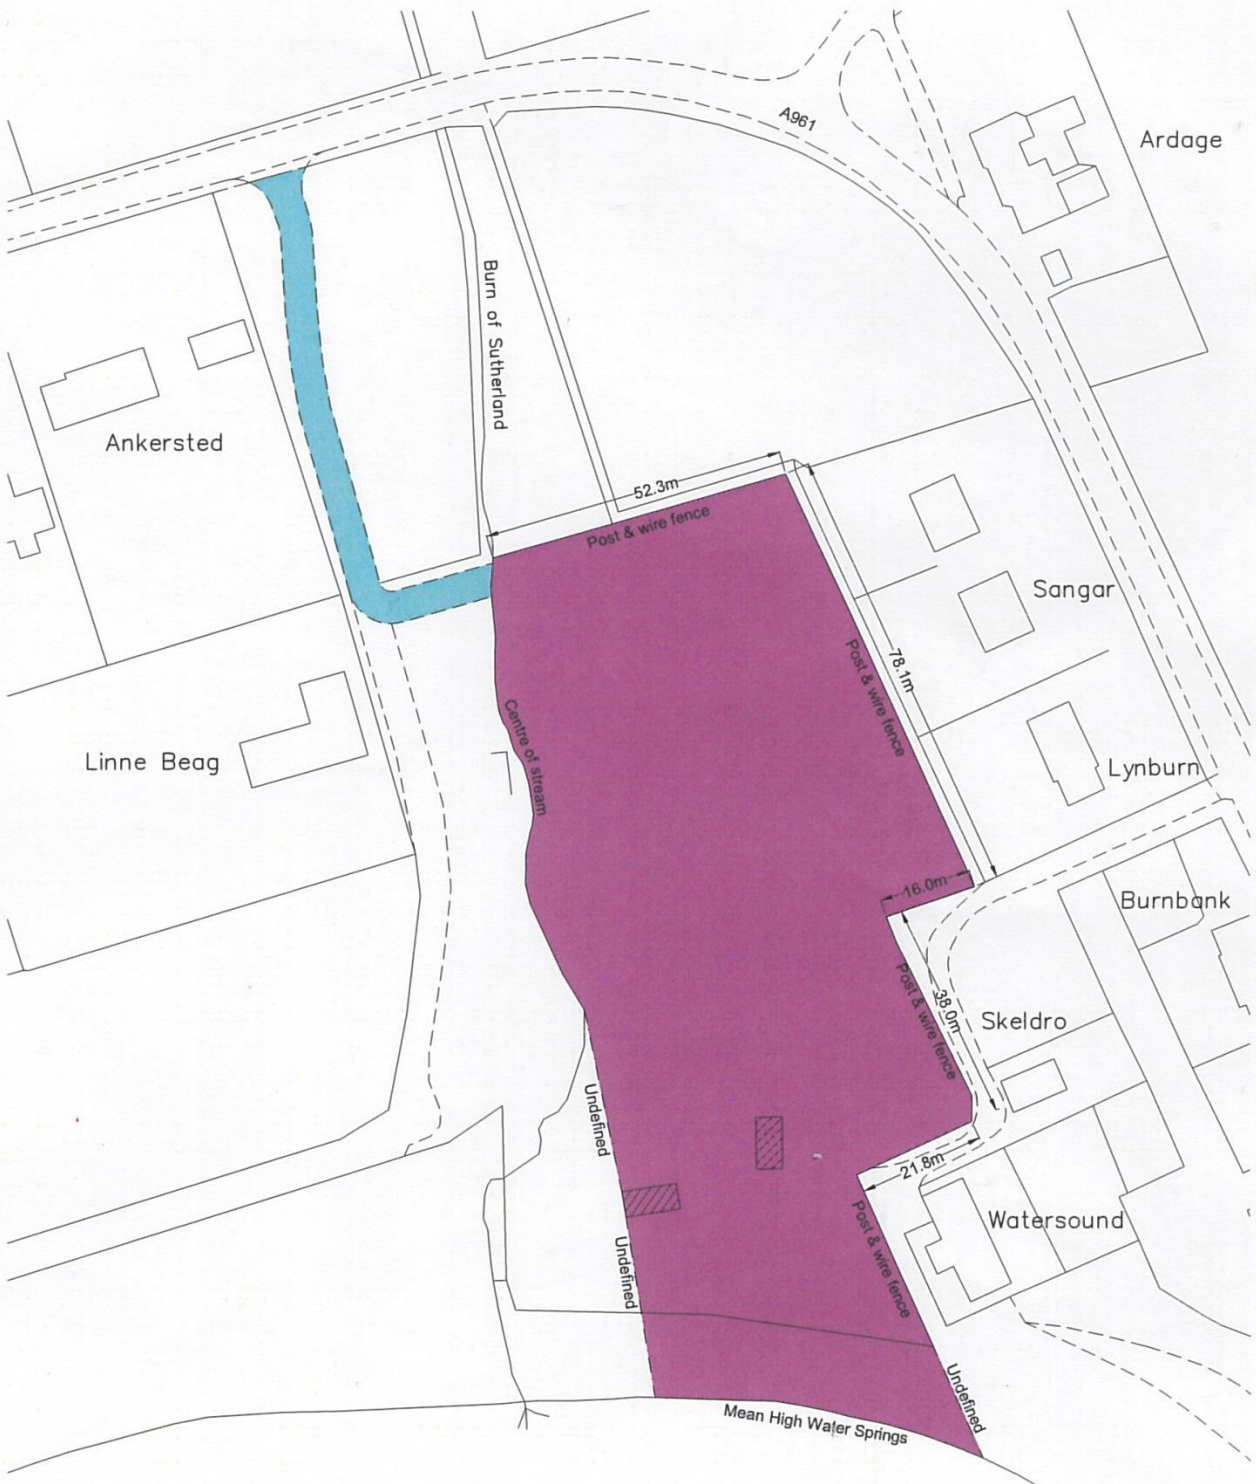 A961
Ardage
Burn of Sutherland
Ankersted
52.3m
Post & wire fence
Sangar
78.1m
Post & wire fence
Centre of stream
Linne Beag
Lynburn
16.0m
Burnbank
Post & wire fence
38.0m
Skeldro
Undefined
21.8m
Post & wire fence
Watersound
Undefined
Undefined
Mean High Water Springs